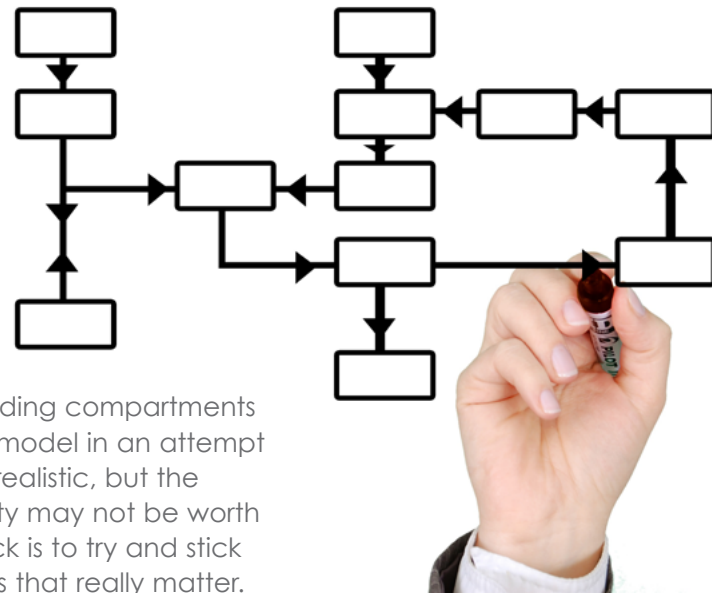 ding compartments
model in an attempt
realistic, but the
ty may not be worth
ck is to try and stick
s that really matter.
PILOT